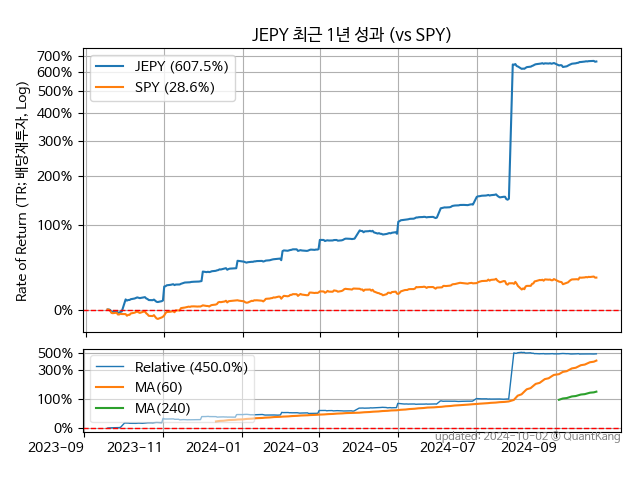 JEPY 최근 1년 성과 (vs SPY)
Rate of Return (TR; 배당재투자, Log)
700%
600%
500%
400%
300%
200%
100%
0%
JEPY (607.5%)
SPY (28.6%)
500%
300%
100%
0%
Relative (450.0%)
MA(60)
MA(240)
2023-09 2023-11 2024-01 2024-03 2024-05 2024-07 2024-09
updated: 2024-10-02 @ QuantKang